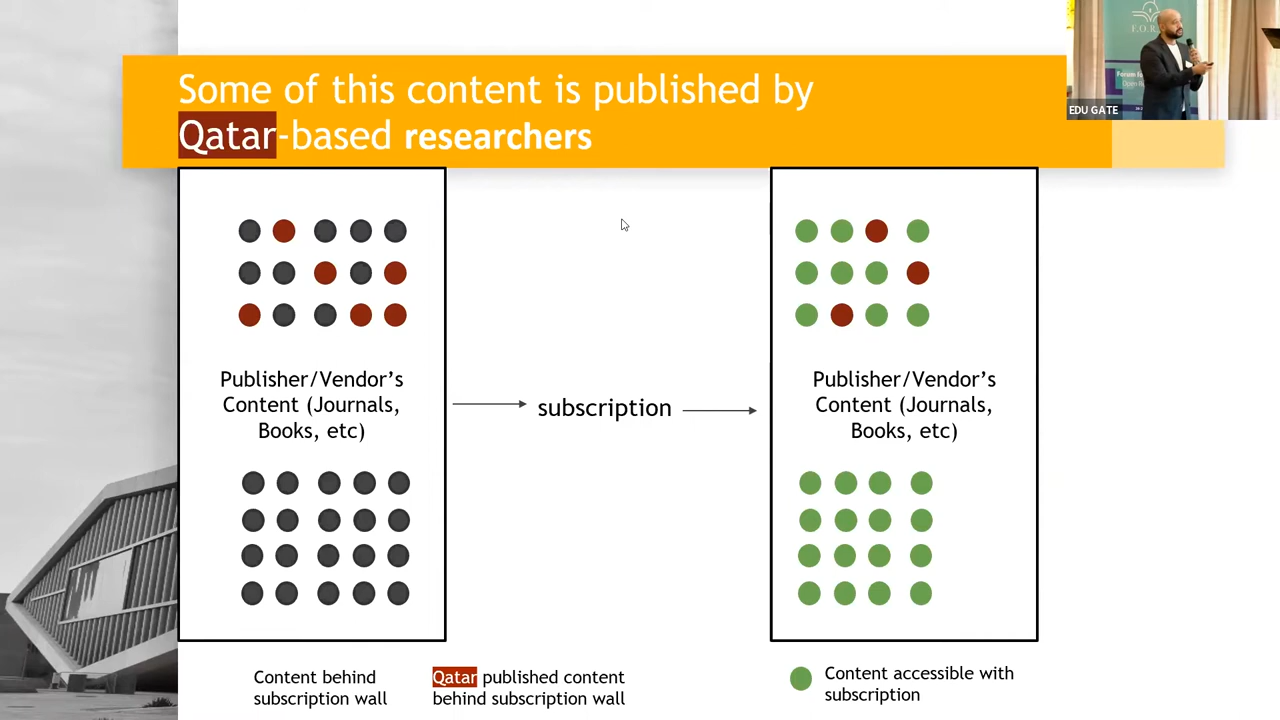 Some of this content is published by
Qatar-based researchers
F.O.R.
EDU GATE
Publisher/Vendor’s
Content (Journals,
Books, etc)
subscription
Publisher/Vendor’s
Content (Journals,
Books, etc)
Content behind
subscription wall
Qatar published content
behind subscription wall
Content accessible with
subscription